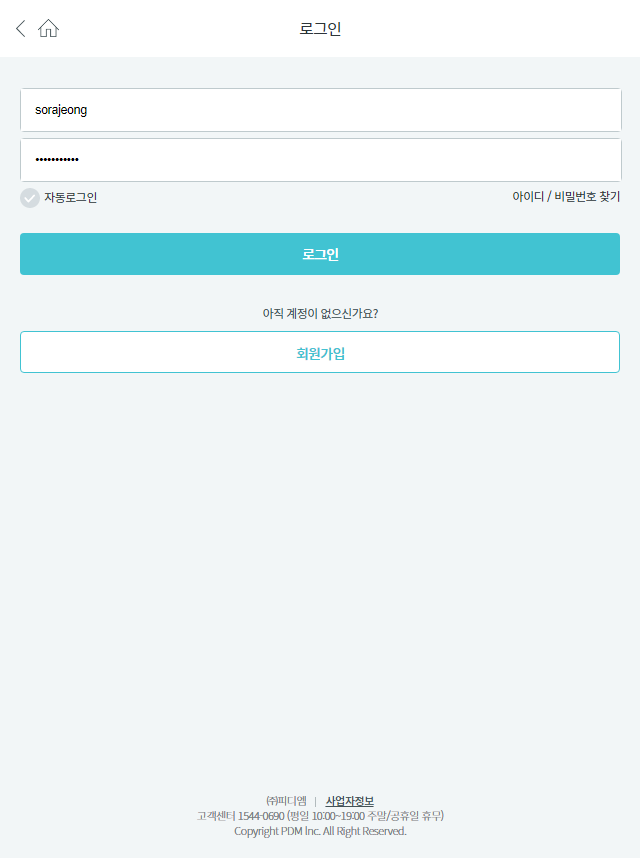 로그인
sorajeong
•••••••••••
자동로그인
아이디 / 비밀번호 찾기
로그인
아직 계정이 없으신가요?
회원가입
㈜피디엠 | 사업자정보
고객센터 1544-0690 (평일 10:00~19:00 주말/공휴일 휴무)
Copyright PDM Inc. All Right Reserved.